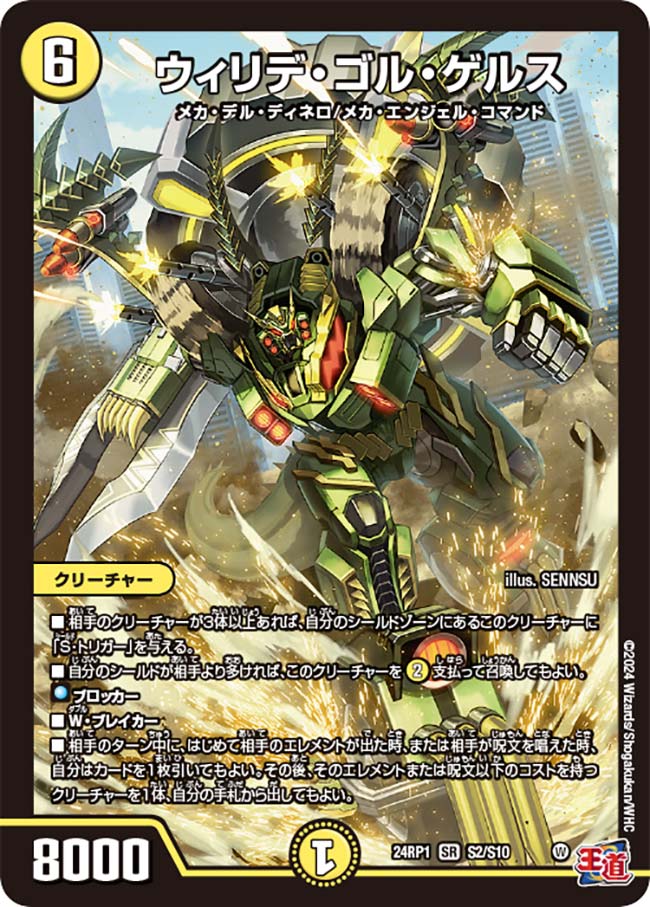 6
ウィリデ・ゴル・ゲルス
メカ・デル・ディネロ/メカ・エンジェル・コマンド
クリーチャー
illus. SENNSU
■相手のクリーチャーが3体以上あれば、自分のシールドゾーンにあるこのクリーチャーに
「S・トリガー」を与える。
■自分のシールドが相手より多ければ、このクリーチャーを2支払って召喚してもよい。
ブロッカー
■W・ブレイカー
■相手のターン中に、はじめて相手のエレメントが出た時、または相手が呪文を唱えた時、
自分はカードを1枚引いてもよい。その後、そのエレメントまたは呪文以下のコストを持つ
クリーチャーを1体、自分の手札から出してもよい。
8000
1
24RP1 SR S2/S10
W
王道
©2024 Wizards/Shogakukan/WHC